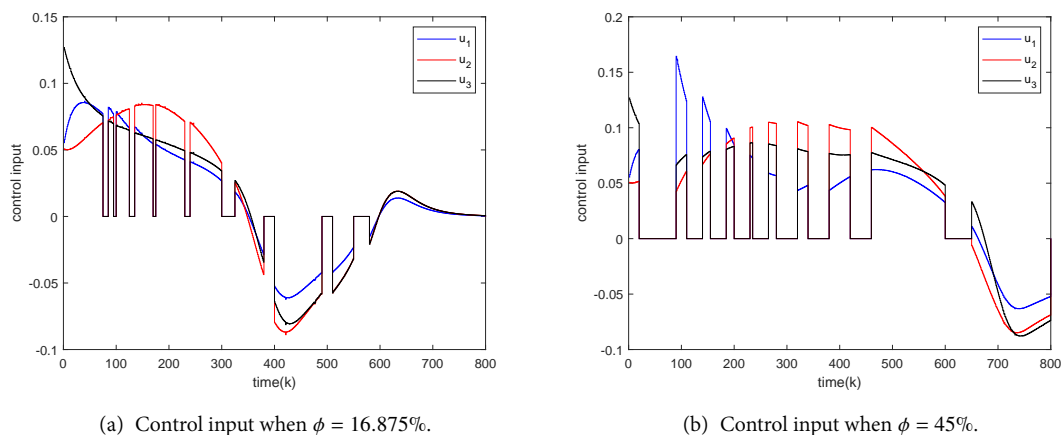 0.15
0.1
0.05
0
-0.05
-0.1
control input
0 100 200 300 400 500 600 700 800
time(k)
u1
u2
u3
(a) Control input when ϕ = 16.875%.
0.2
0.15
0.1
0.05
0
-0.05
-0.1
control input
0 100 200 300 400 500 600 700 800
time(k)
u1
u2
u3
(b) Control input when ϕ = 45%.